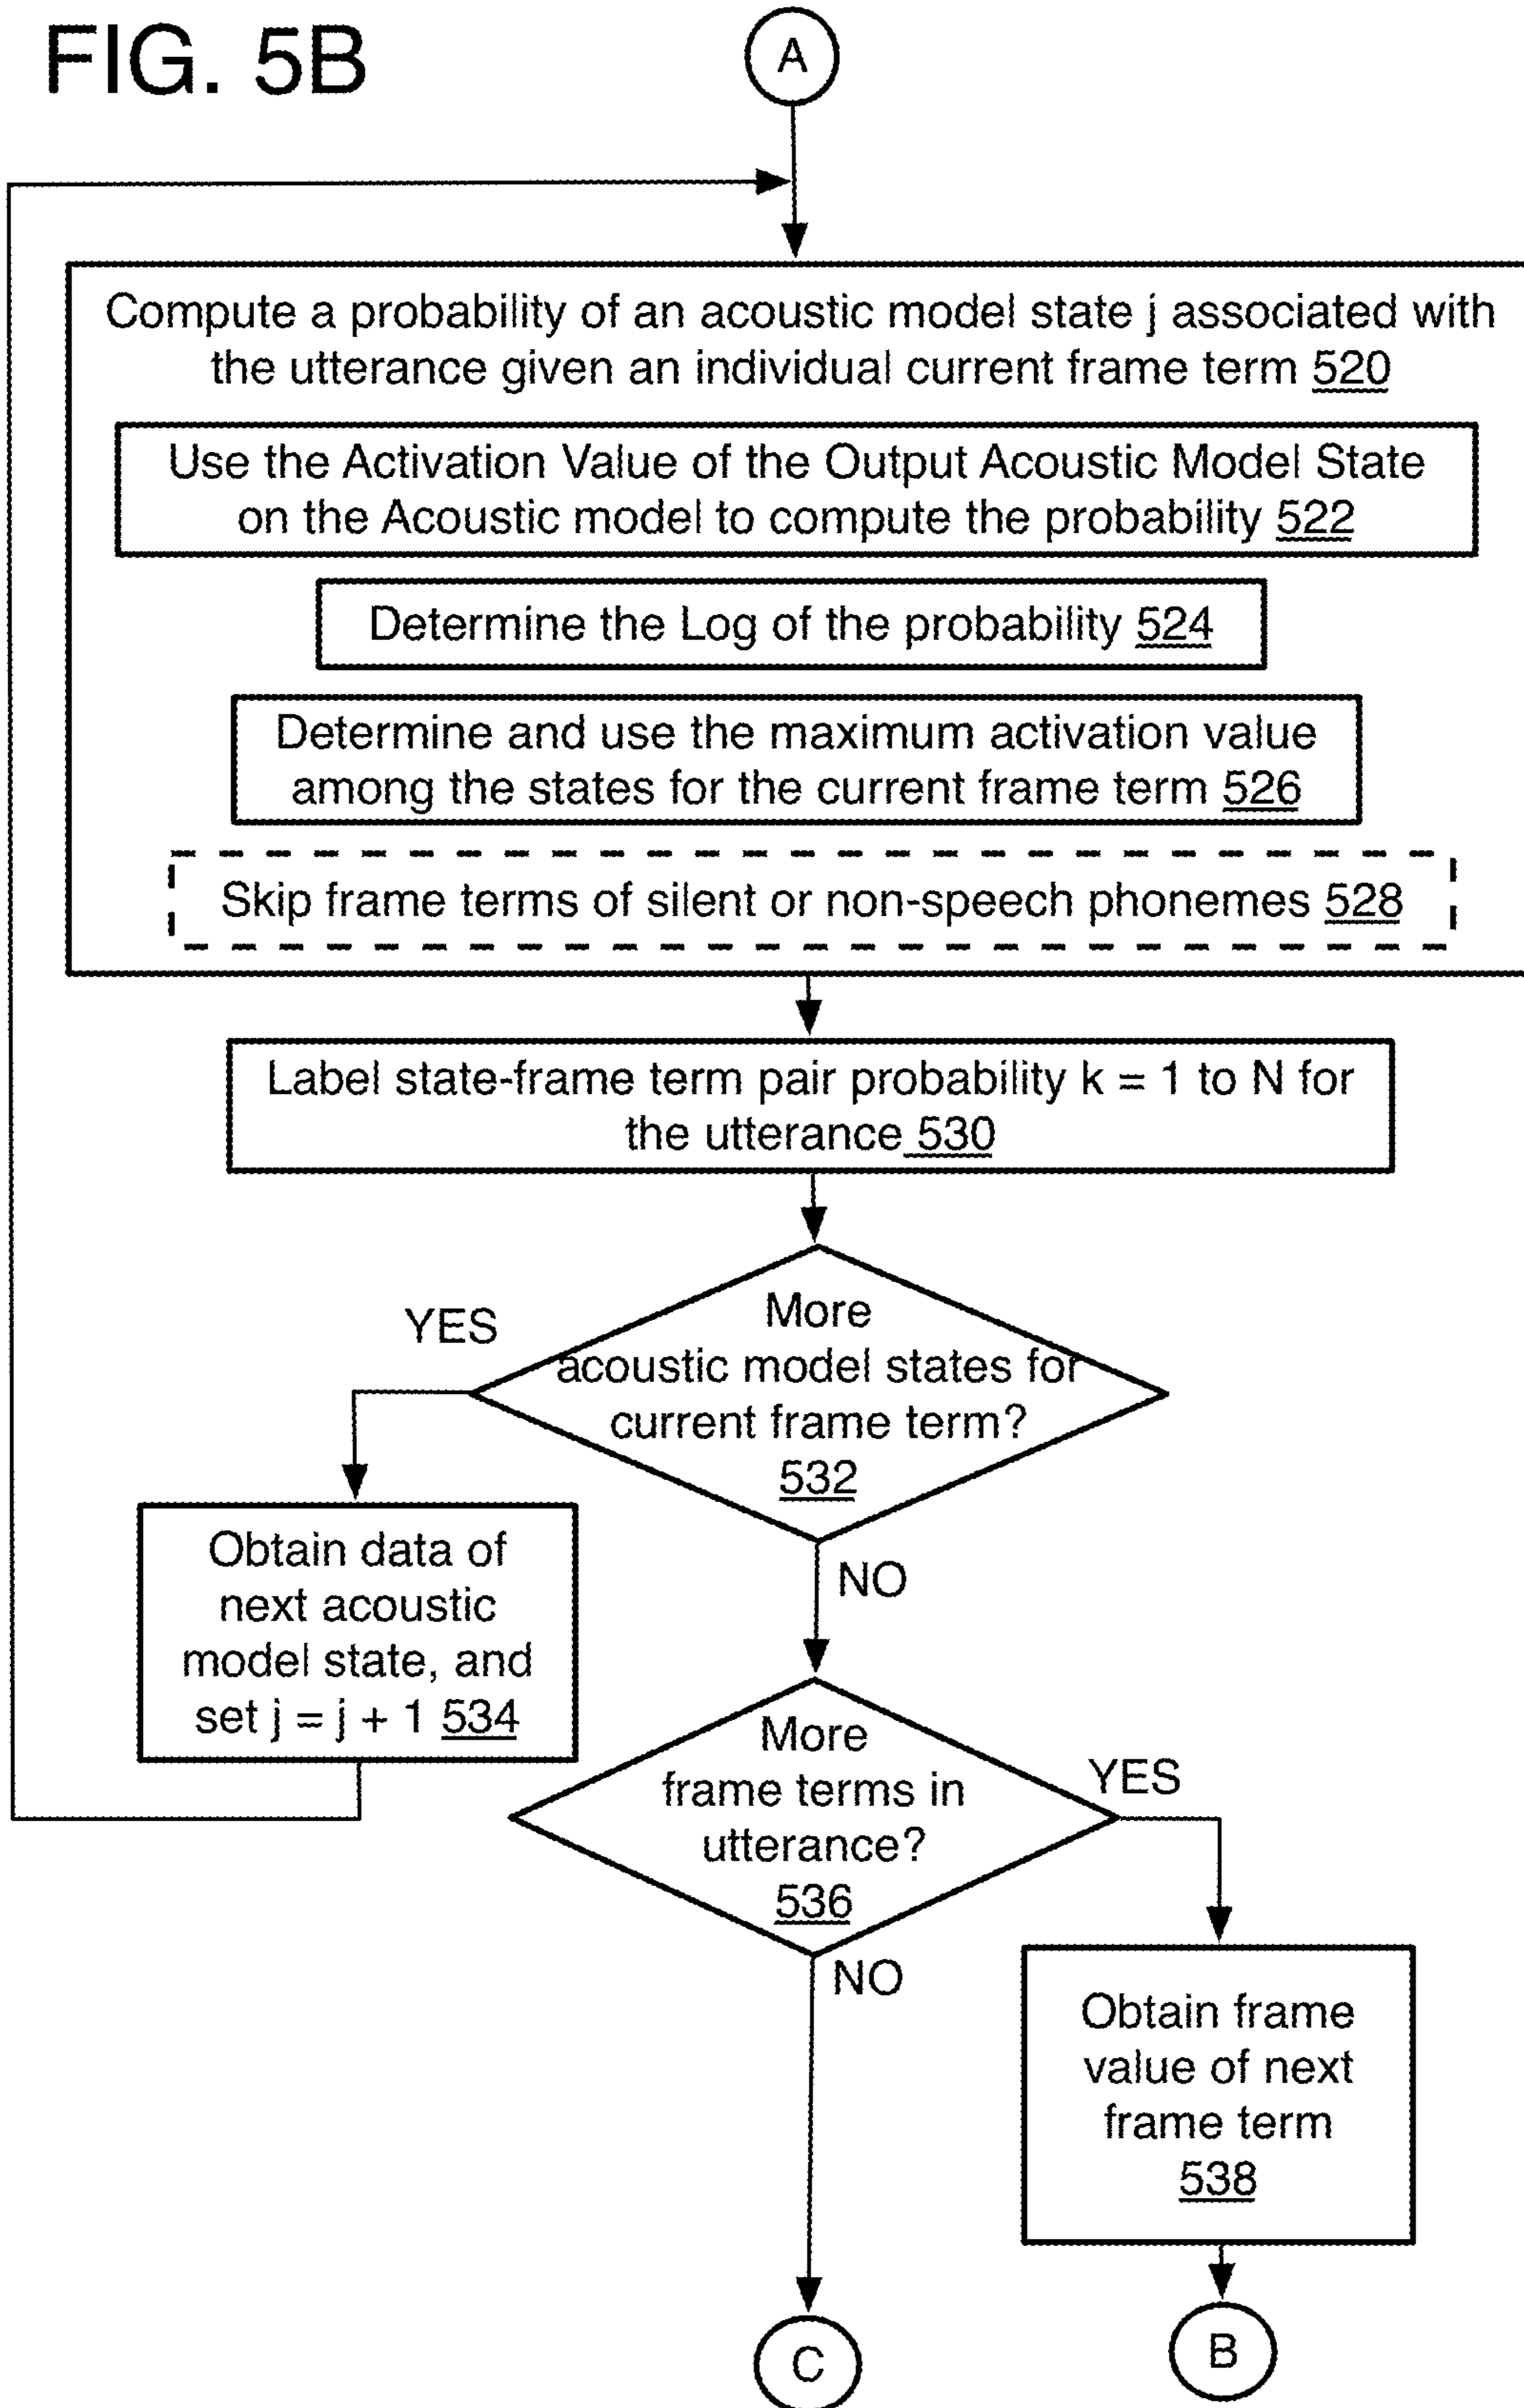 FIG. 5B
A
Compute a probability of an acoustic model state j associated with
the utterance given an individual current frame term 520
Use the Activation Value of the Output Acoustic Model State
on the Acoustic model to compute the probability 522
Determine the Log of the probability 524
Determine and use the maximum activation value
among the states for the current frame term 526
Skip frame terms of silent or non-speech phonemes 528
Label state-frame term pair probability k = 1 to N for
the utterance 530
YES
More
acoustic model states for
current frame term?
532
Obtain data of
next acoustic
model state, and
set j = j + 1 534
NO
More
frame terms in
utterance?
536
YES
NO
Obtain frame
value of next
frame term
538
C
B